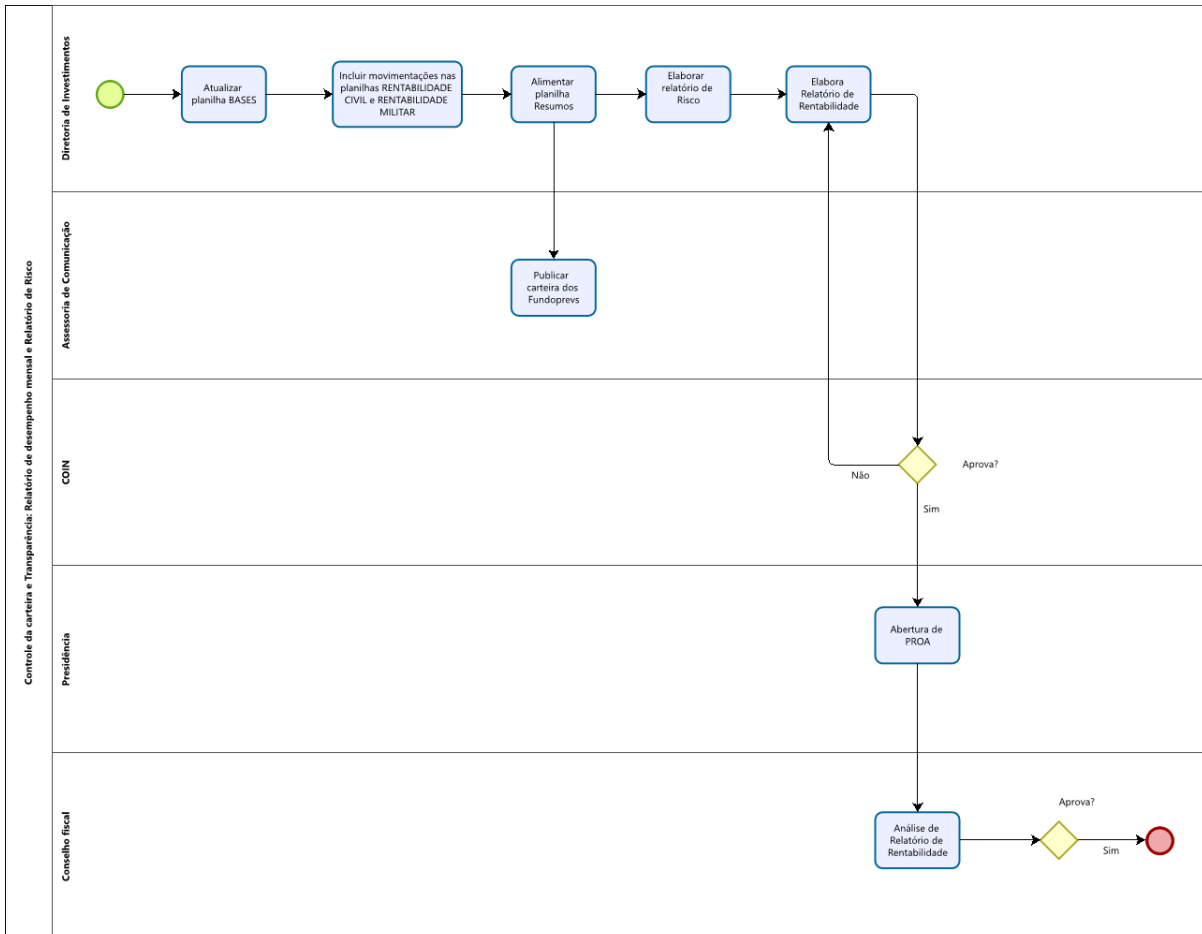 Controle da carteira e Transparência: Relatório de desempenho mensal e Relatório de Risco
Diretoria de Investimentos
Atualizar
planilha BASES
Incluir movimentações nas
planilhas RENTABILIDADE
CIVIL e RENTABILIDADE
MILITAR
Alimentar
planilha
Resumos
Elaborar
relatório de
Risco
Elabora
Relatório de
Rentabilidade
Assessoria de Comunicação
Publicar
carteira dos
Fundoprevs
COIN
Aprova?
Não
Sim
Presidência
Abertura de
PROA
Conselho fiscal
Análise de
Relatório de
Rentabilidade
Aprova?
Sim